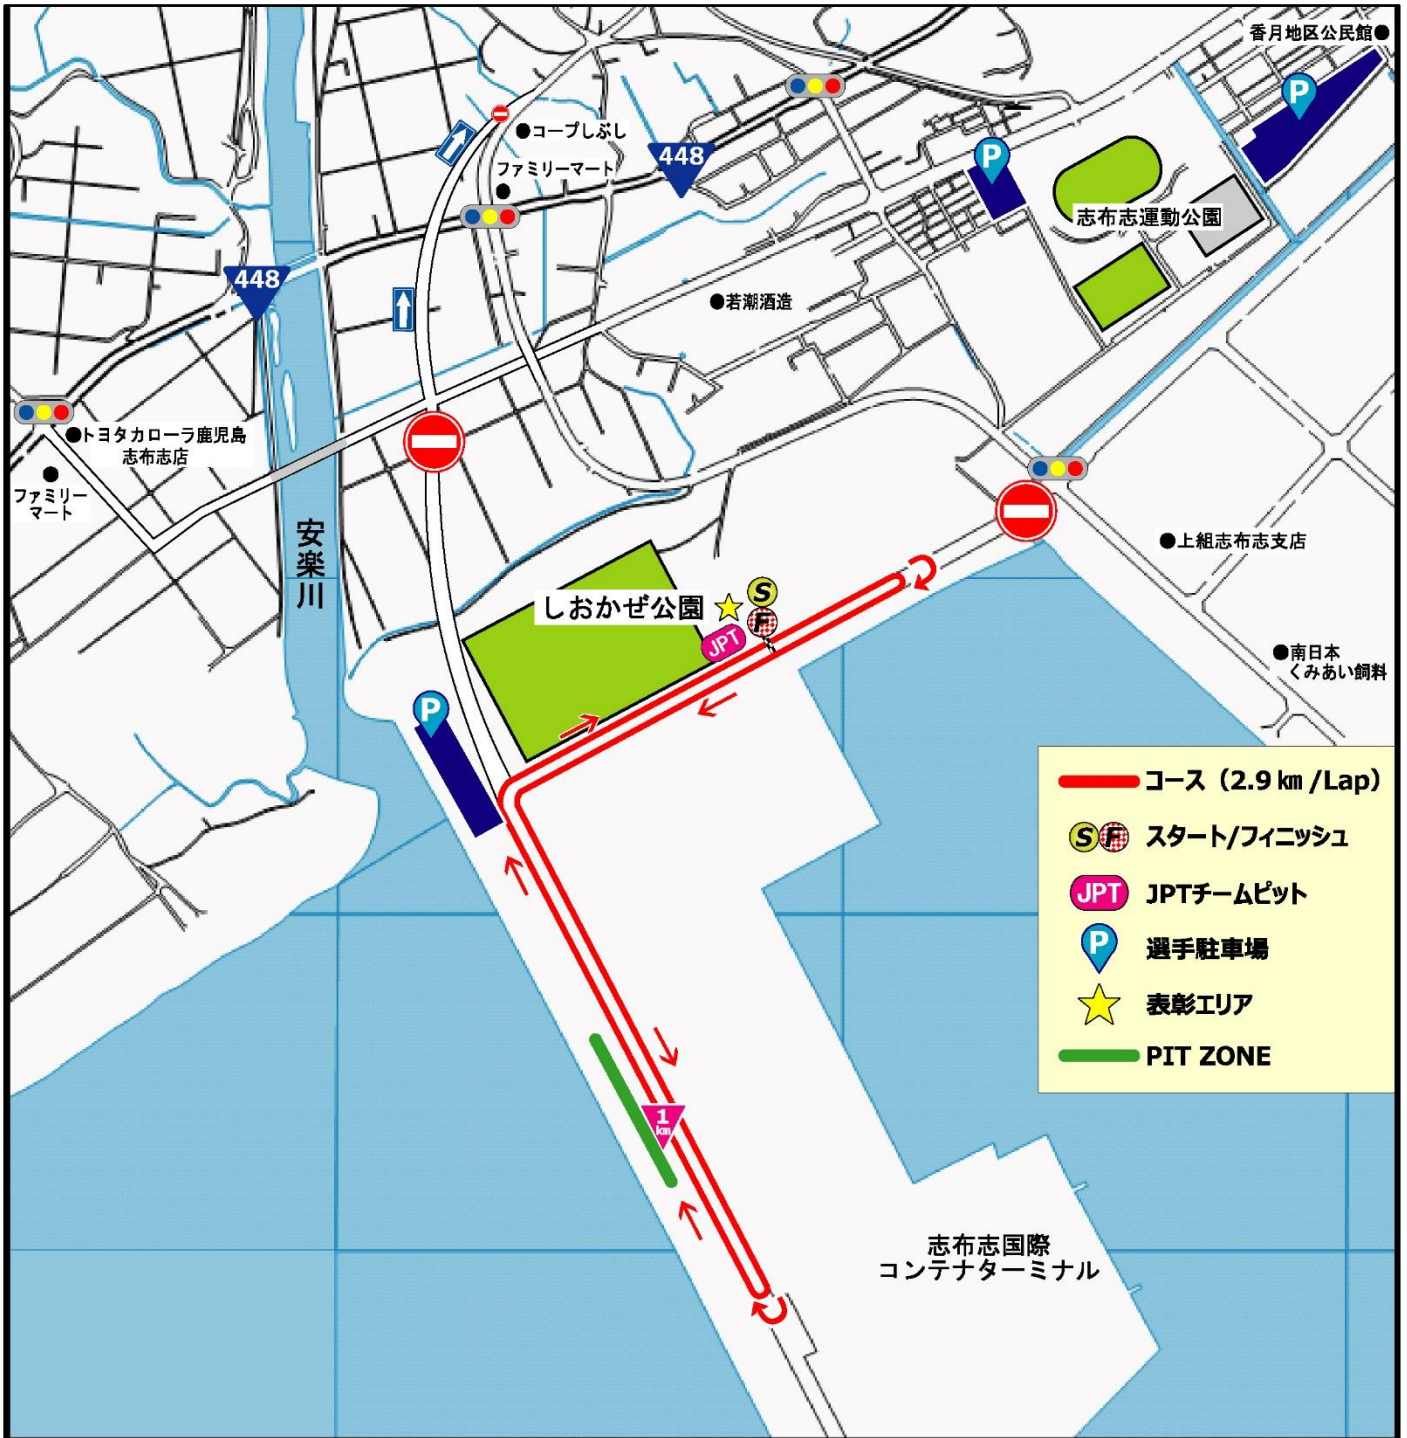 香月地区公民館
P
コープしぶし
ファミリーマート
448
P
志布志運動公園
448
若潮酒造
トヨタカローラ鹿児島
志布志店
ファミリー
マート
安楽川
上組志布志支店
しおかぜ公園
S
F
JPT
南日本
くみあい飼料
P
コース（2.9㎞/Lap）
SF スタート/フィニッシュ
JPT JPTチームピット
P 選手駐車場
表彰エリア
PIT ZONE
1
km
志布志国際
コンテナターミナル